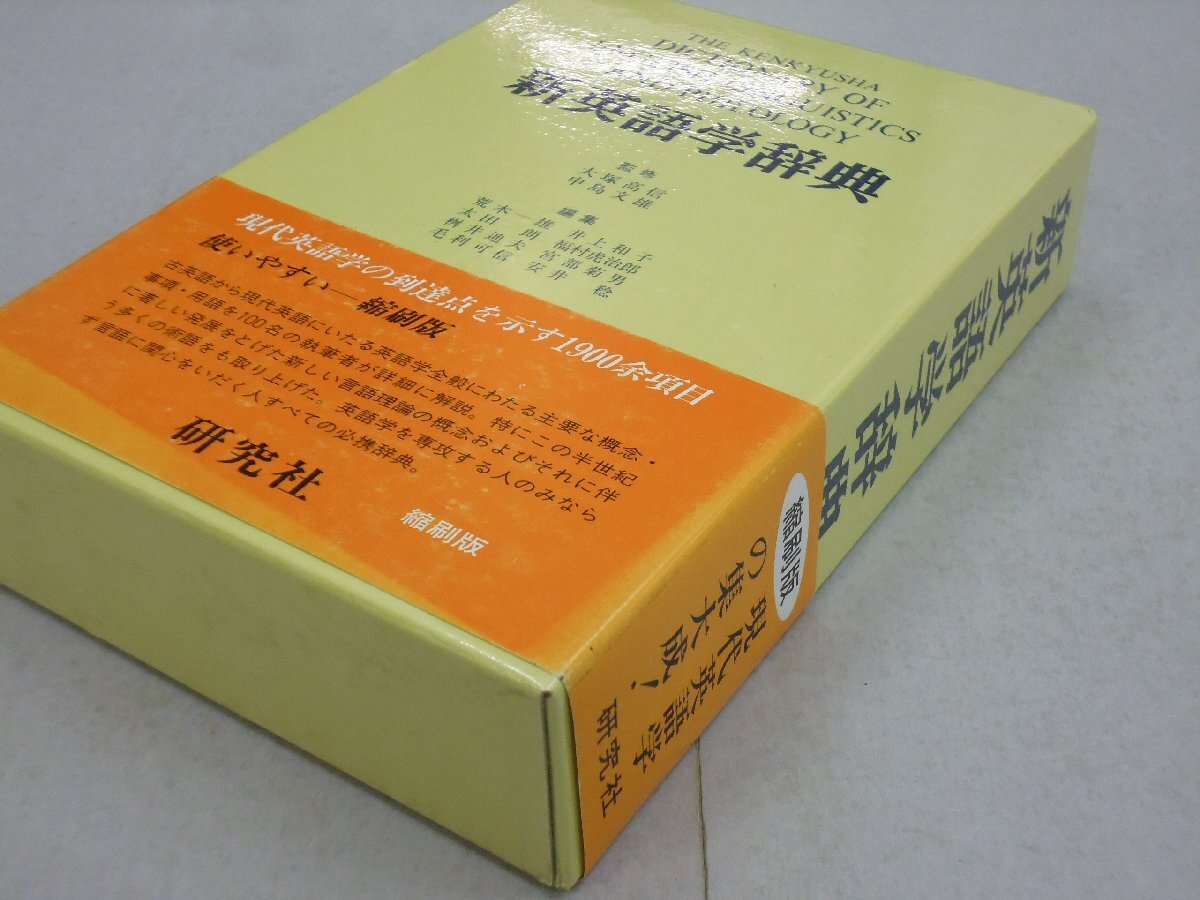 THE KENKYUSHA
DICTIONARY OF
LINGUISTICS
新英語学辞典
監修
大塚高信
中島文雄
編集
荒木一雄 井上和子
太田朗 福村虎治郎
桝井迪夫 宮部菊男
毛利可信 安井稔
現代英語学の到達点を示す1900余項目
使いやすい―縮刷版
古英語から現代英語にいたる英語学全般にわたる主要な概念・
事項・用語を100名の執筆者が詳細に解説。特にこの半世紀
に著しい発展をとげた新しい言語理論の概念およびそれに伴
う多くの術語をも取り上げた。英語学を専攻する人のみなら
ず言語に関心をいだく人すべての必携辞典。
研究社
縮刷版
新英語学辞典
縮刷版
現代英語学
の集大成!
研究社